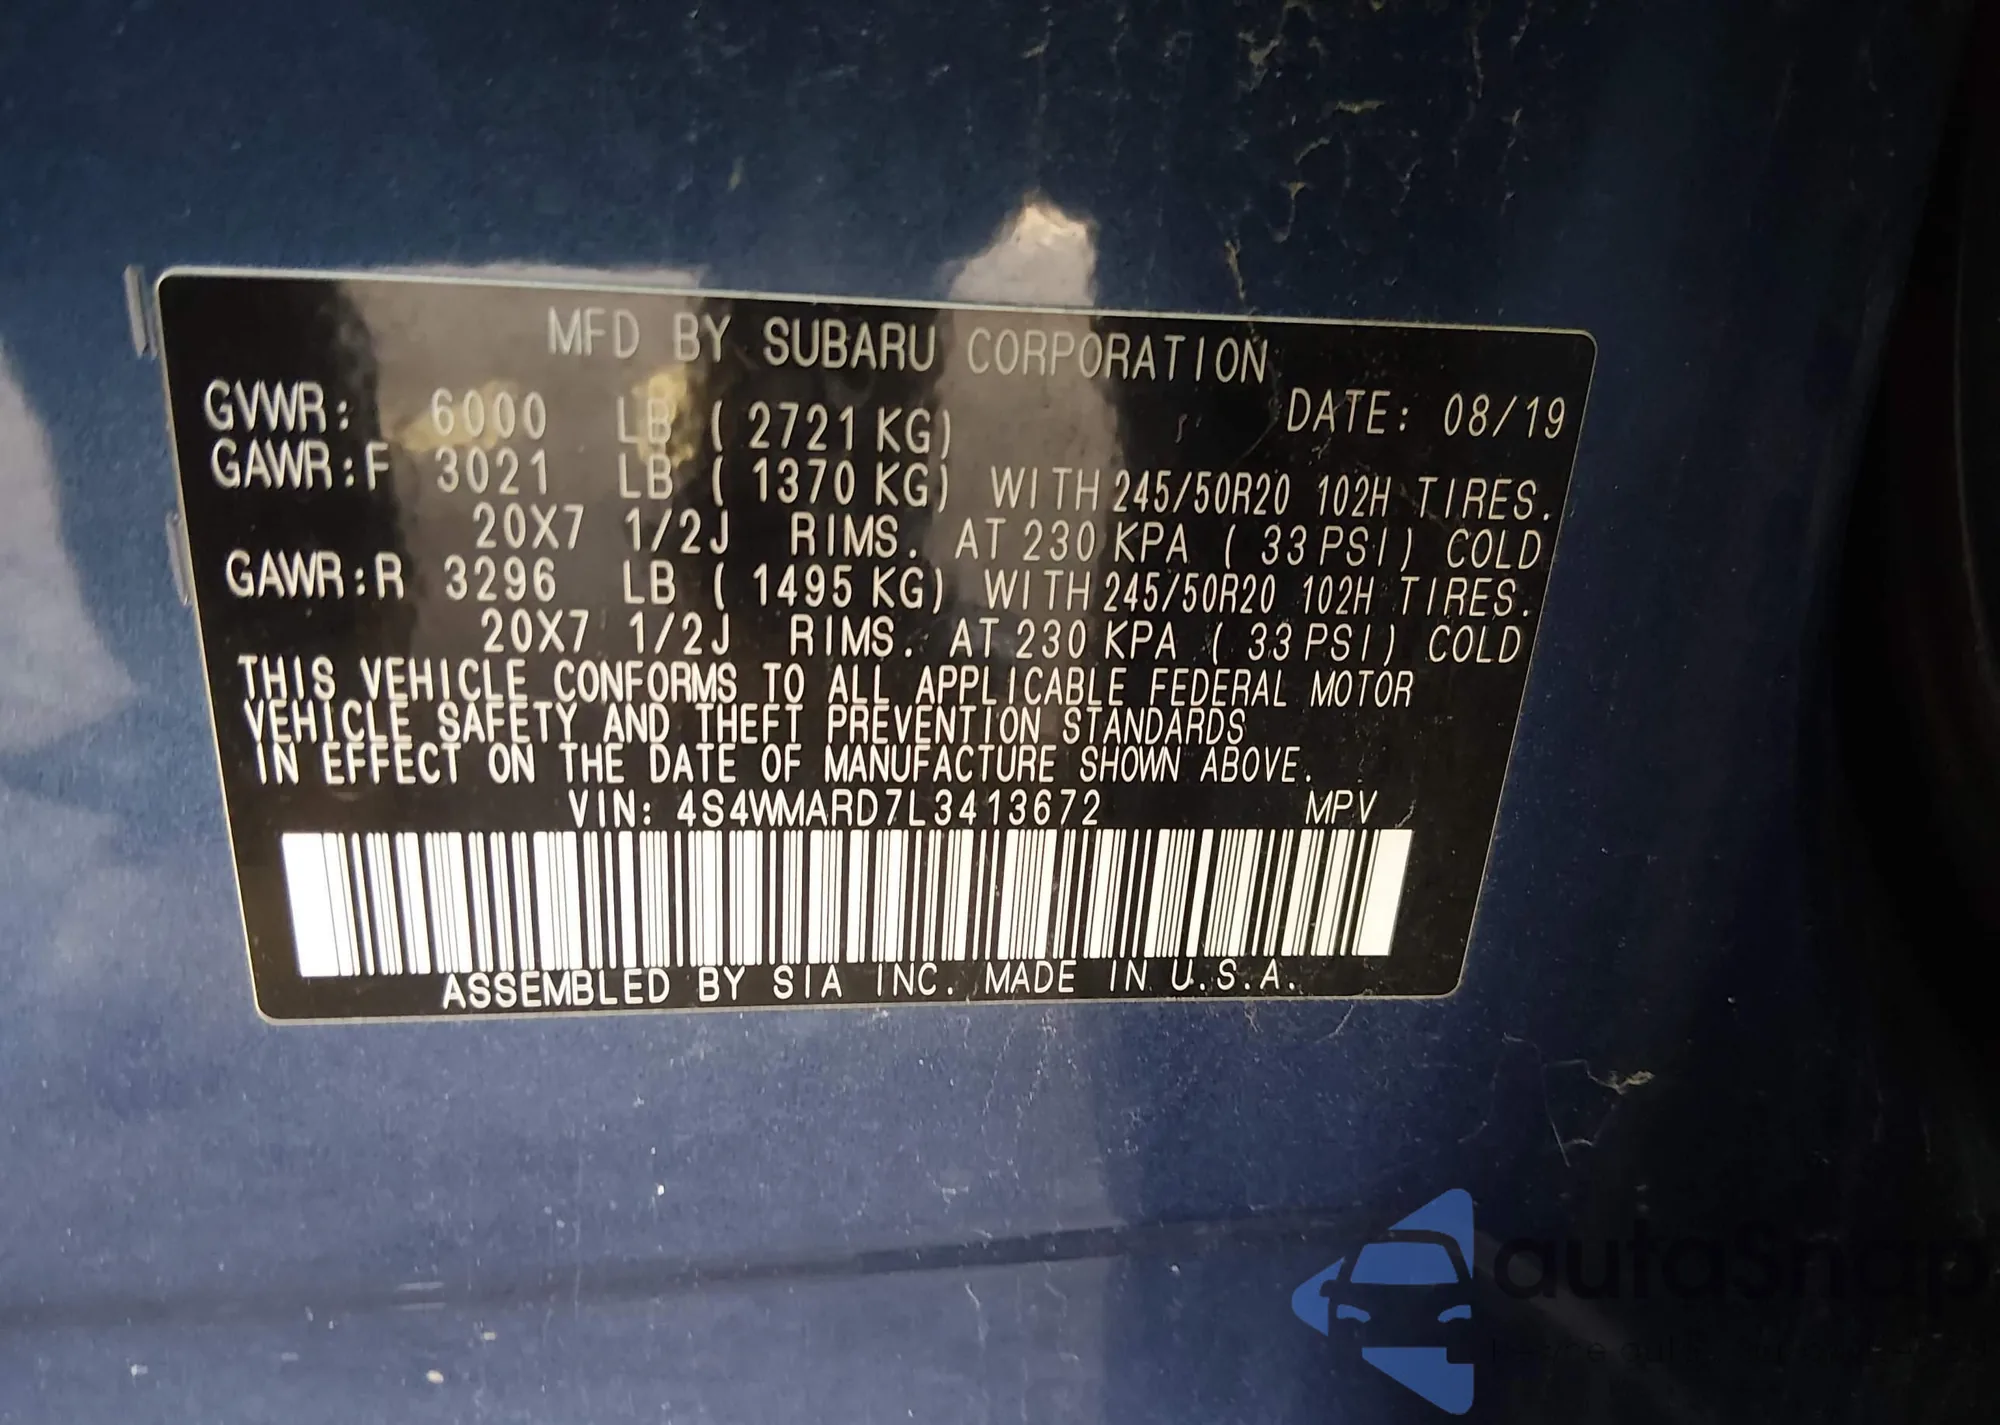 MFD BY SUBARU CORPORATION
GVWR: 6000 LB ( 2721 KG) DATE: 08/19
GAWR:F 3021 LB ( 1370 KG) WITH 245/50R20 102H TIRES.
20X7 1/2J RIMS. AT 230 KPA ( 33 PSI) COLD
GAWR:R 3296 LB ( 1495 KG) WITH 245/50R20 102H TIRES.
20X7 1/2J RIMS. AT 230 KPA ( 33 PSI) COLD
THIS VEHICLE CONFORMS TO ALL APPLICABLE FEDERAL MOTOR
VEHICLE SAFETY AND THEFT PREVENTION STANDARDS
IN EFFECT ON THE DATE OF MANUFACTURE SHOWN ABOVE.
VIN: 4S4WMARD7L3413672 MPV
ASSEMBLED BY SIA INC. MADE IN U.S.A.
autasnap